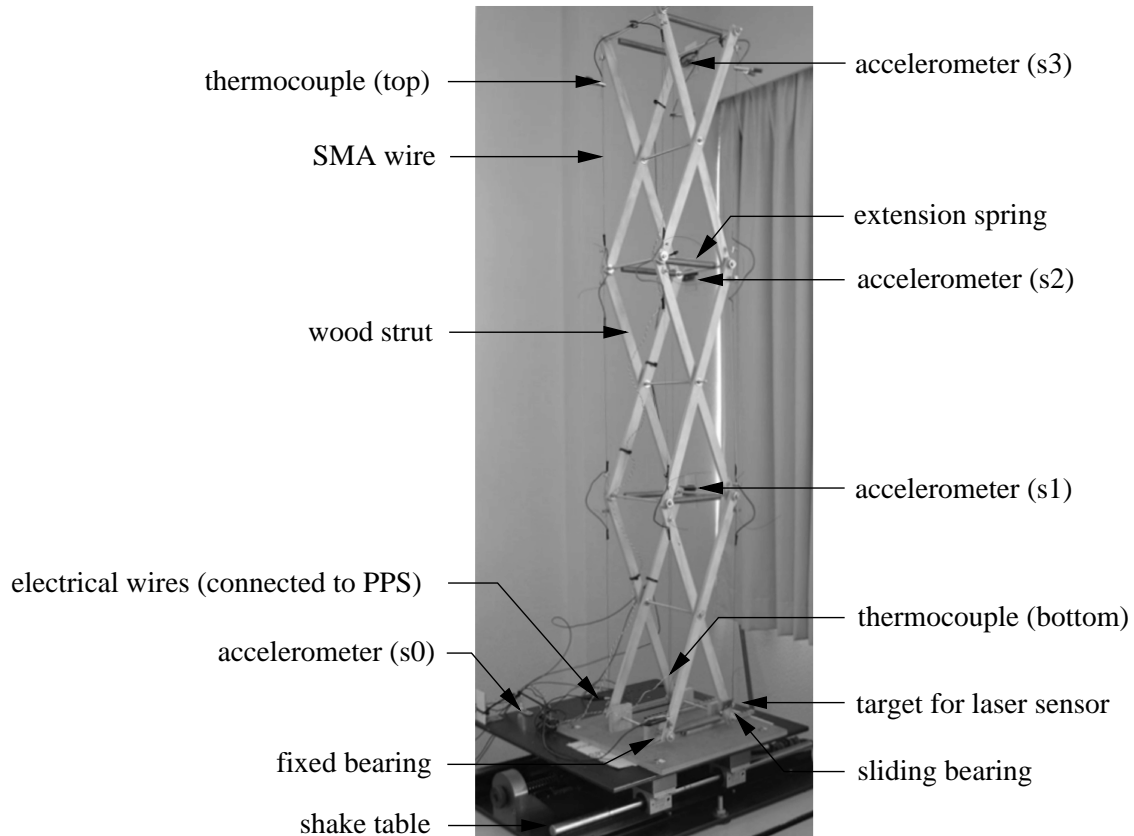 accelerometer (s3)
thermocouple (top)
SMA wire
extension spring
accelerometer (s2)
wood strut
accelerometer (s1)
electrical wires (connected to PPS)
thermocouple (bottom)
accelerometer (s0)
target for laser sensor
fixed bearing
sliding bearing
shake table